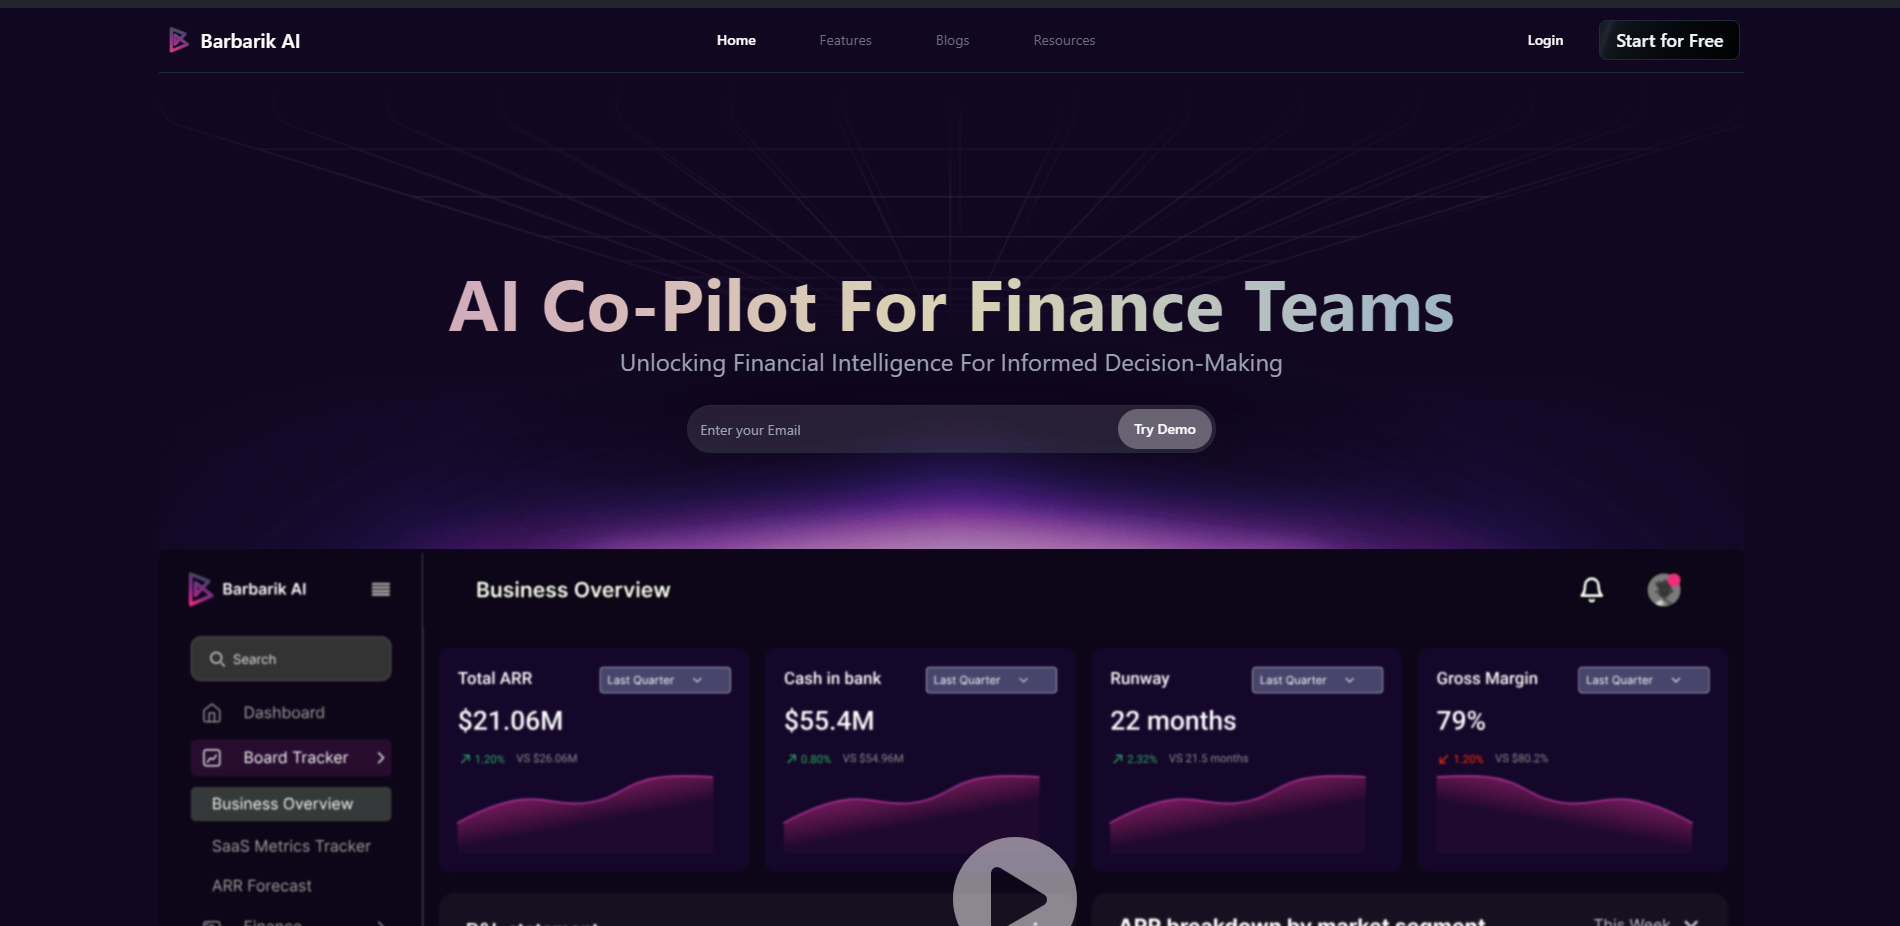 Barbarik AI
Home Features Blogs Resources
Login Start for Free
AI Co-Pilot For Finance Teams
Unlocking Financial Intelligence For Informed Decision-Making
Enter your Email Try Demo
Barbarik AI
Search
Dashboard
Board Tracker
Business Overview
SaaS Metrics Tracker
ARR Forecast
Finance
Business Overview
Total ARR Last Quarter
$21.06M
1.20% VS $26.06M
Cash in bank Last Quarter
$55.4M
0.80% VS $54.96M
Runway Last Quarter
22 months
2.32% VS 21.5 months
Gross Margin Last Quarter
79%
1.20% VS $80.2%
P&L statement
ARR breakdown by market segment This Week